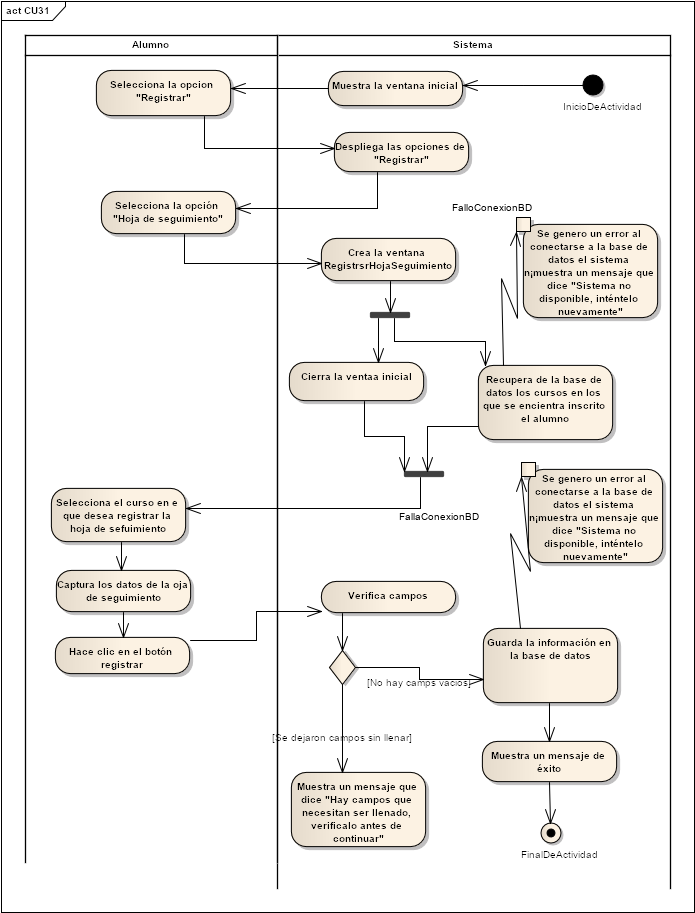 act CU31
Alumno
Sistema
Selecciona la opcion
"Registrar"
Muestra la ventana inicial
InicioDeActividad
Despliega las opciones de
"Registrar"
Selecciona la opción
"Hoja de seguimiento"
FalloConexionBD
Se genero un error al
conectarse a la base de
datos el sistema
n¡muestra un mensaje que
dice "Sistema no
disponible, inténtelo
nuevamente"
Crea la ventana
RegistrsrHojaSeguimiento
Cierra la ventaa inicial
Recupera de la base de
datos los cursos en los
que se encientra inscrito
el alumno
Selecciona el curso en e
que desea registrar la
hoja de sefuimiento
FallaConexionBD
Se genero un error al
conectarse a la base de
datos el sistema
n¡muestra un mensaje que
dice "Sistema no
disponible, inténtelo
nuevamente"
Captura los datos de la oja
de seguimiento
Verifica campos
Hace clic en el botón
registrar
Guarda la información en
la base de datos
[No hay camps vacios]
[Se dejaron campos sin llenar]
Muestra un mensaje de
éxito
Muestra un mensaje que
dice "Hay campos que
necesitan ser llenado,
verificalo antes de
continuar"
FinalDeActividad